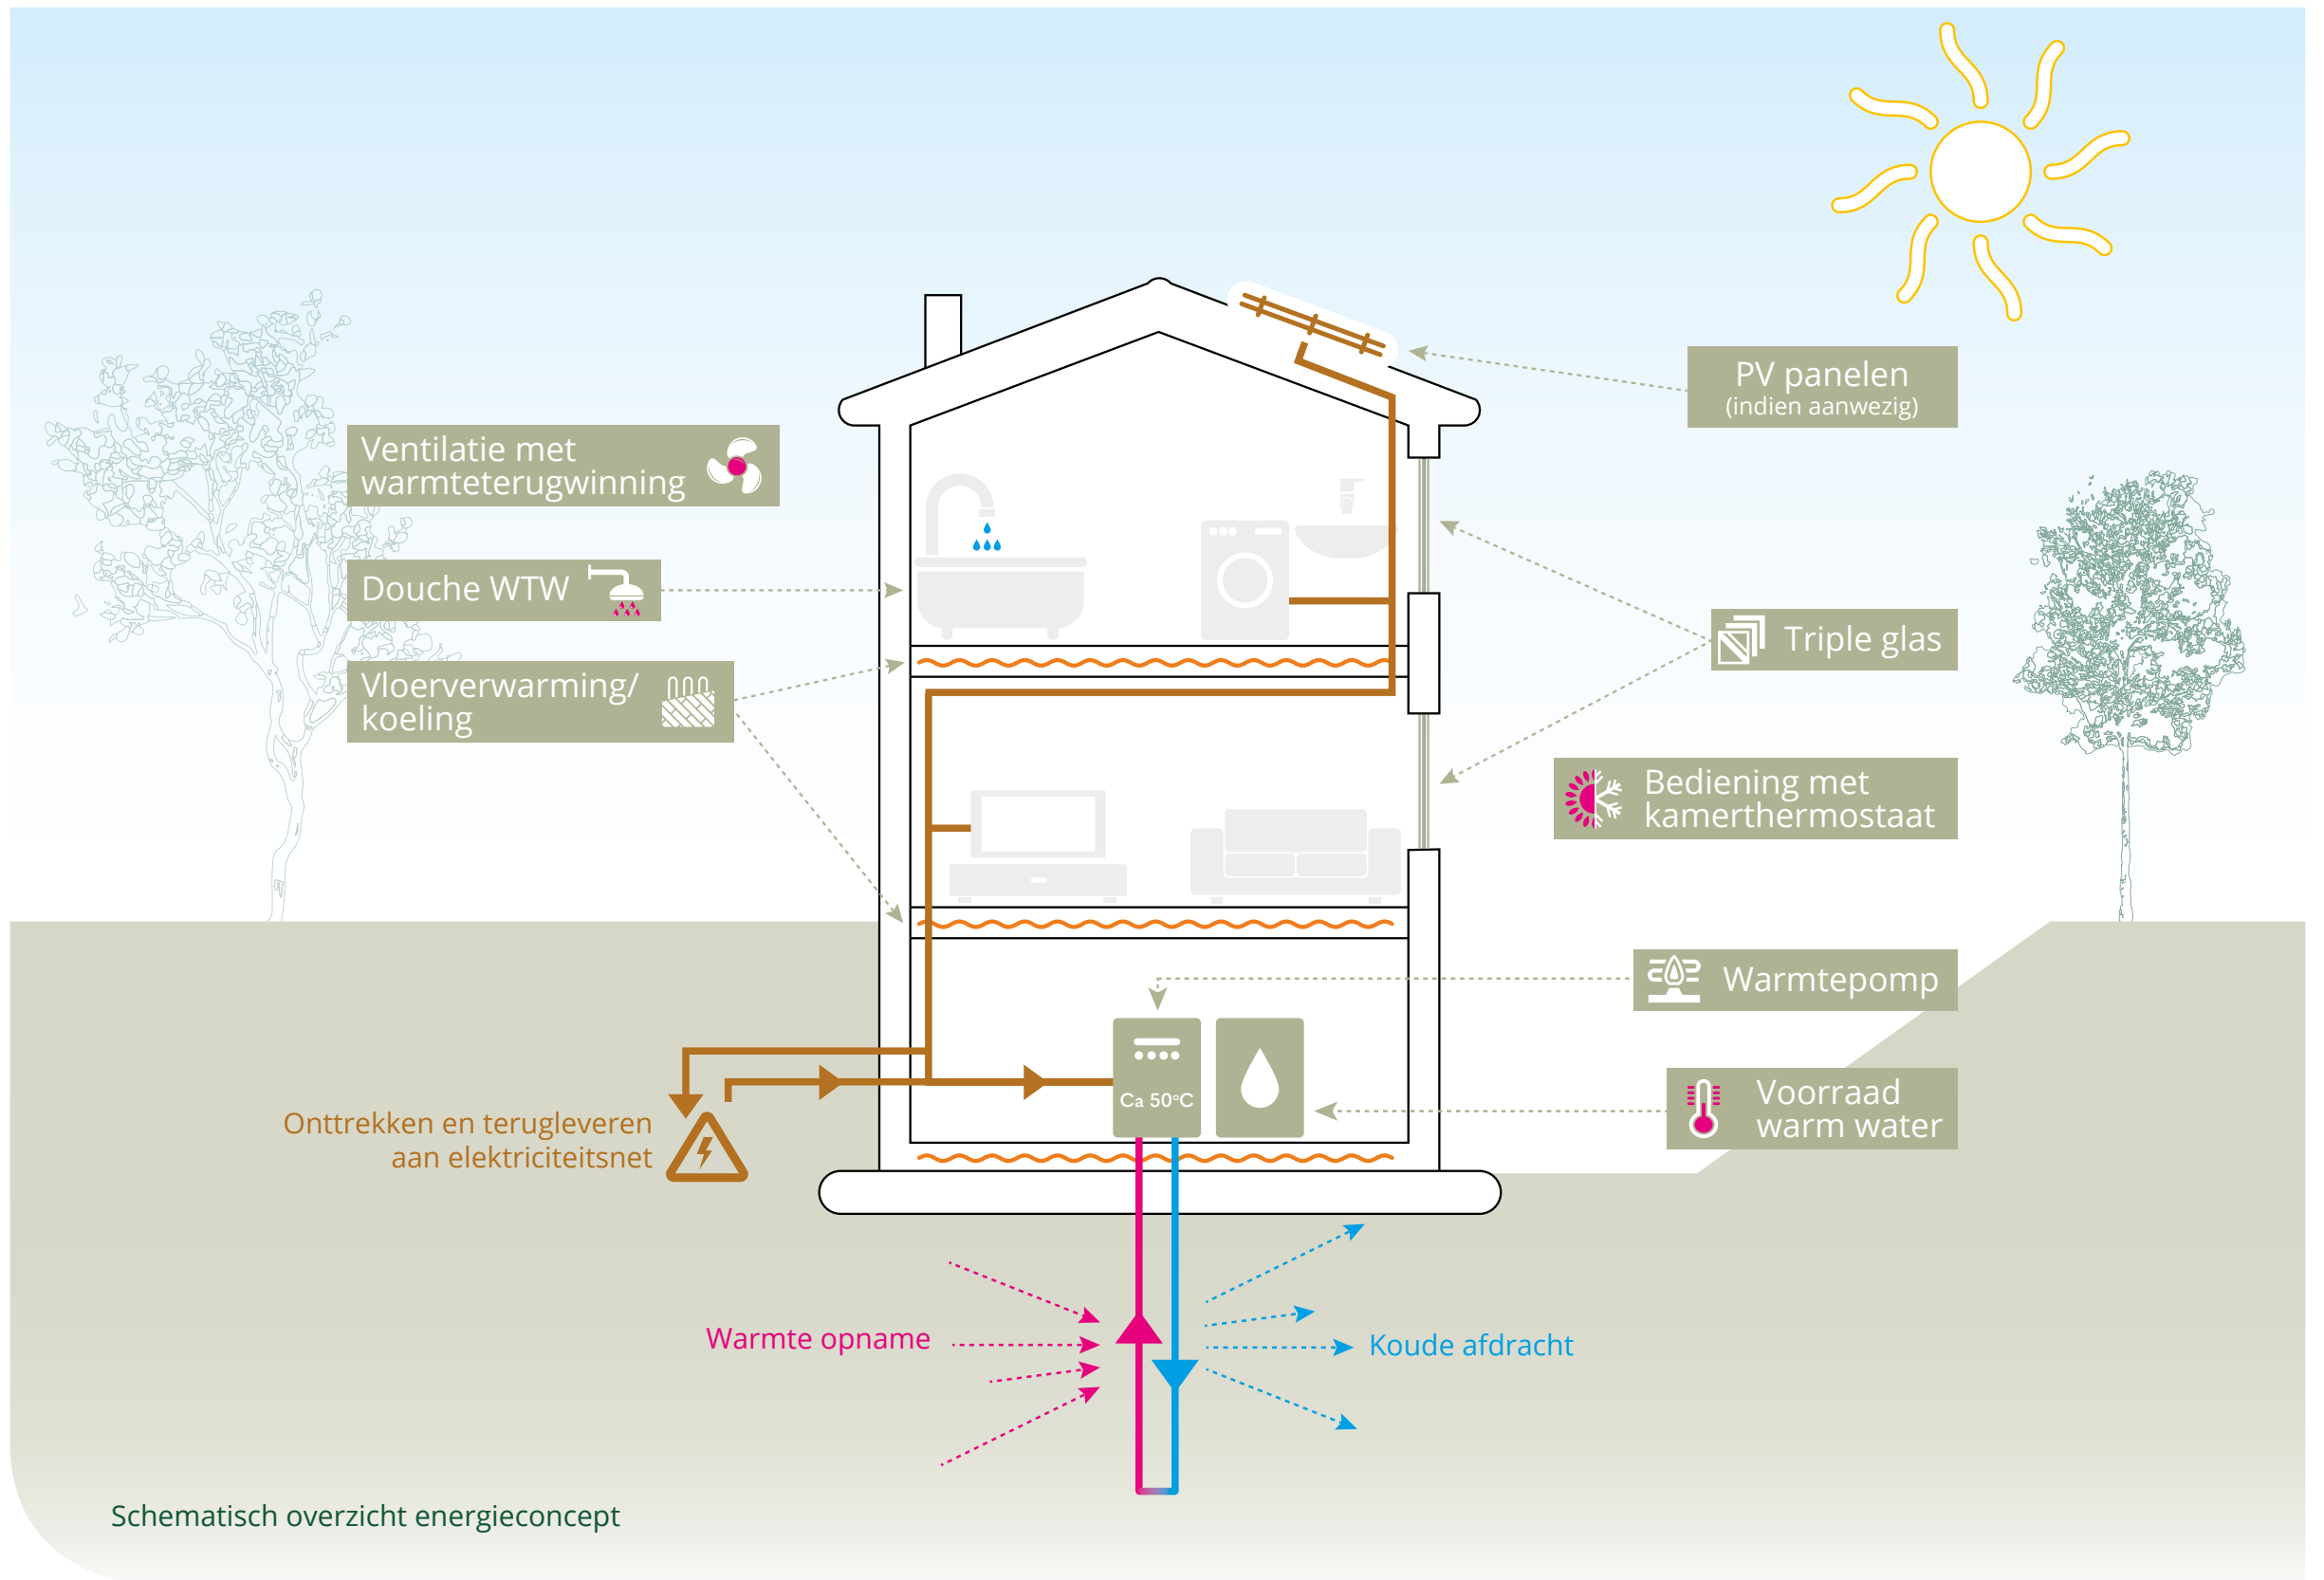 PV panelen
(indien aanwezig)
Ventilatie met
warmteterugwinning
Douche WTW
Triple glas
Vloerverwarming/
koeling
Bediening met
kamerthermostaat
Warmtepomp
Ca 50°C
Voorraad
warm water
Onttrekken en terugleveren
aan elektriciteitsnet
Warmte opname
Koude afdracht
Schematisch overzicht energieconcept